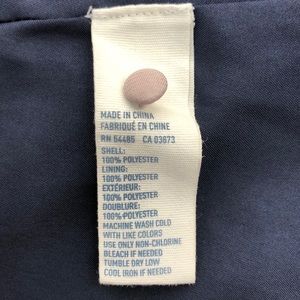 MADE IN CHINA
FABRIQUÉ EN CHINE
RN 54485 CA 03673
SHELL:
100% POLYESTER
LINING:
100% POLYESTER
EXTÉRIEUR:
100% POLYESTER
DOUBLURE:
100% POLYESTER
MACHINE WASH COLD
WITH LIKE COLORS
USE ONLY NON-CHLORINE
BLEACH IF NEEDED
TUMBLE DRY LOW
COOL IRON IF NEEDED